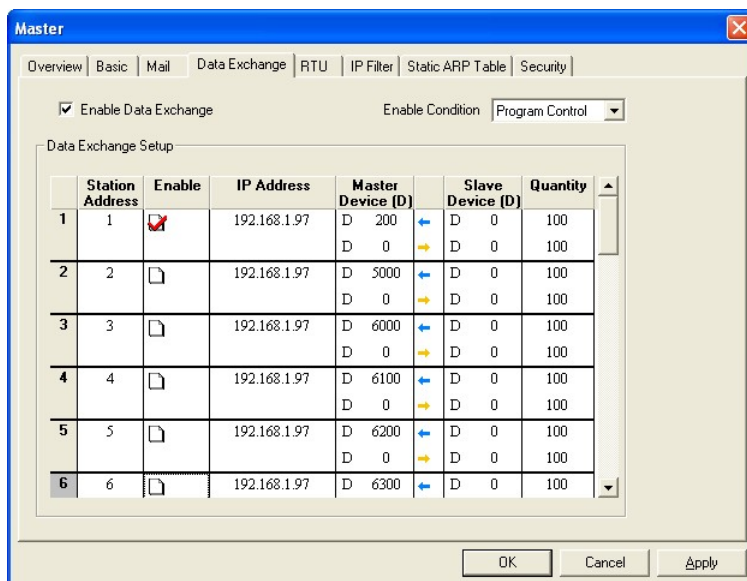 Master
Overview Basic Mail Data Exchange RTU IP Filter Static ARP Table Security
Enable Data Exchange Enable Condition Program Control
Data Exchange Setup
Station Address Enable IP Address Master Device (D) Slave Device (D) Quantity
1 1 192.168.1.97 D 200 D 0 100
D 0 D 0 100
2 2 192.168.1.97 D 5000 D 0 100
D 0 D 0 100
3 3 192.168.1.97 D 6000 D 0 100
D 0 D 0 100
4 4 192.168.1.97 D 6100 D 0 100
D 0 D 0 100
5 5 192.168.1.97 D 6200 D 0 100
D 0 D 0 100
6 6 192.168.1.97 D 6300 D 0 100
OK Cancel Apply